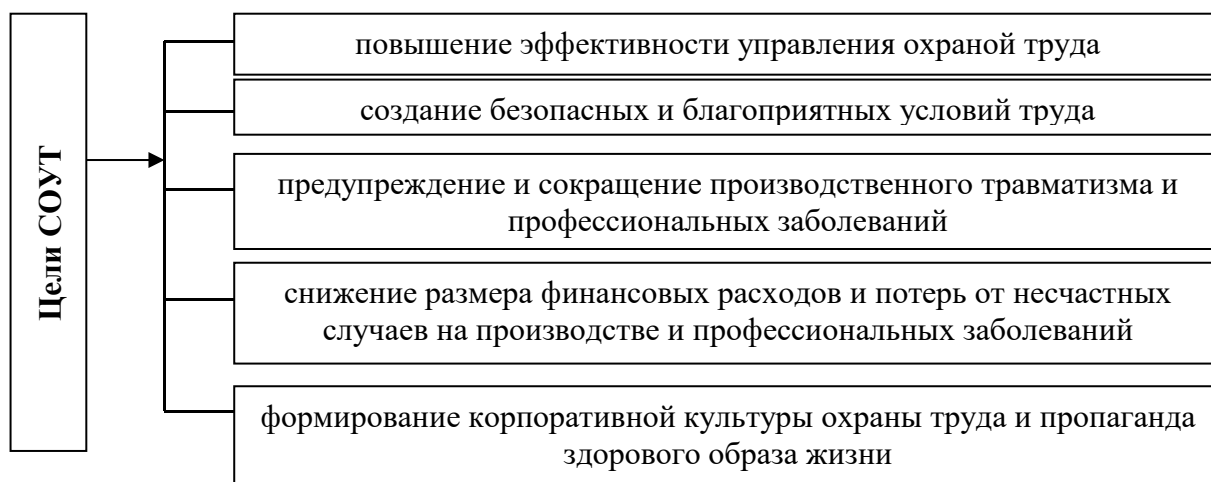 Цели СОУТ
повышение эффективности управления охраной труда
создание безопасных и благоприятных условий труда
предупреждение и сокращение производственного травматизма и
профессиональных заболеваний
снижение размера финансовых расходов и потерь от несчастных
случаев на производстве и профессиональных заболеваний
формирование корпоративной культуры охраны труда и пропаганда
здорового образа жизни